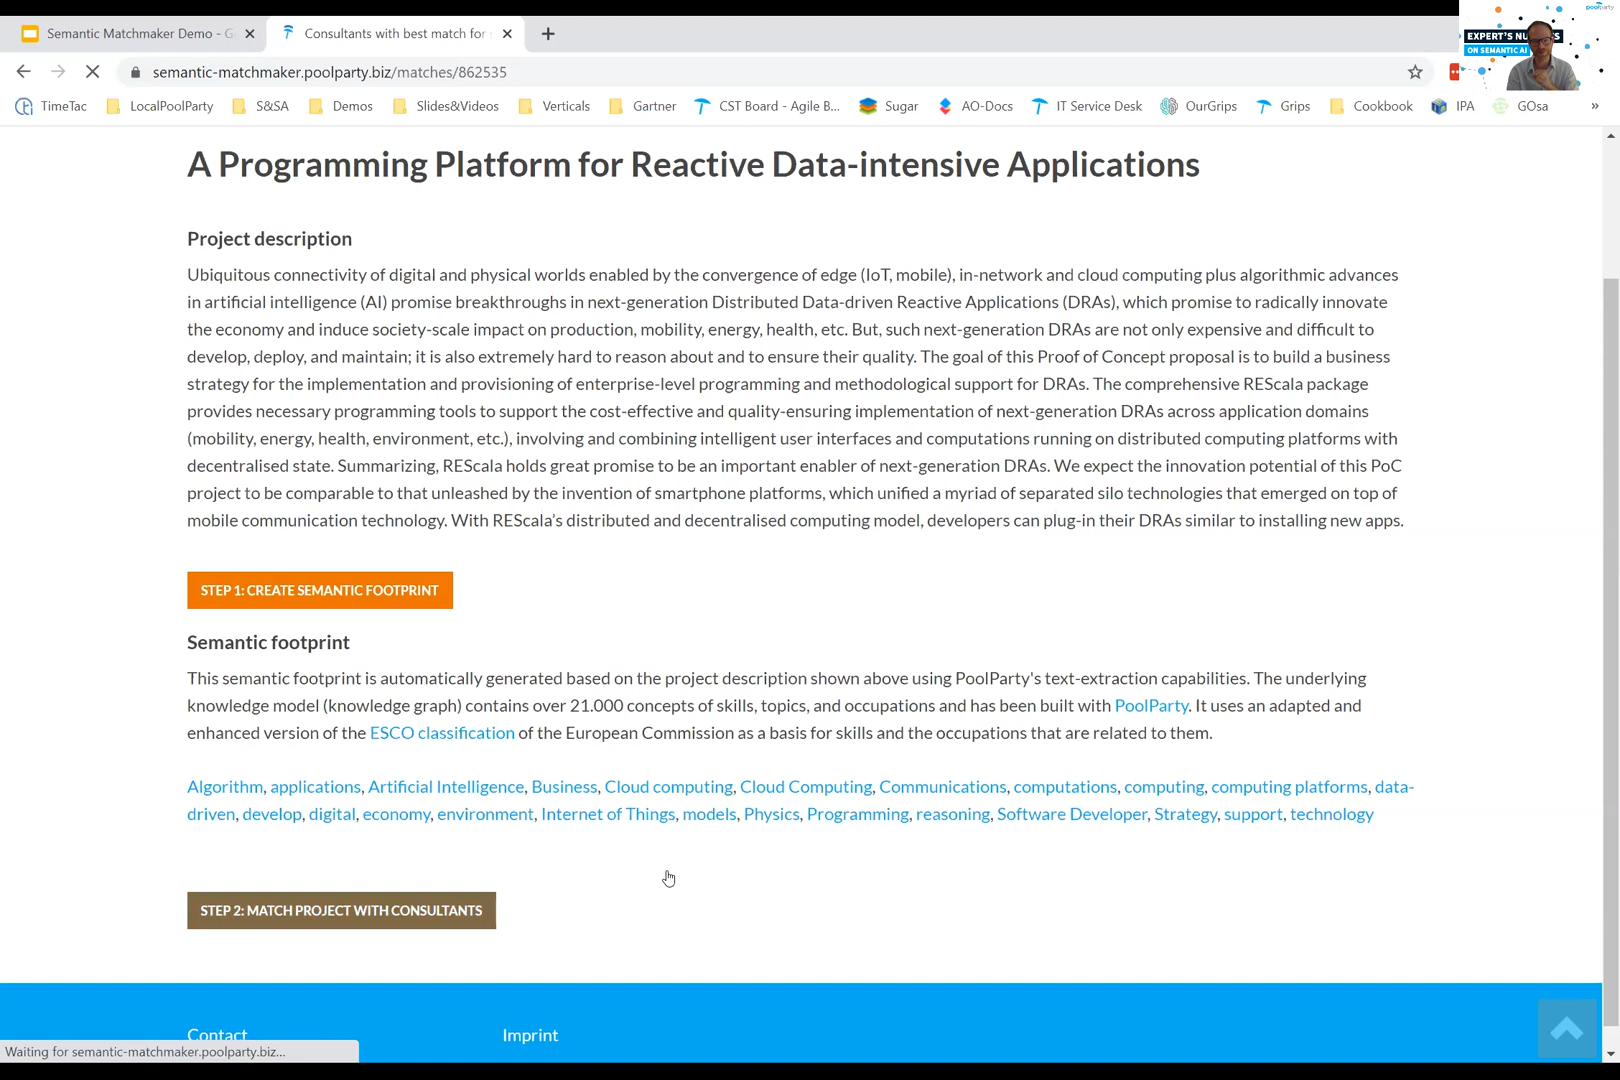 Semantic Matchmaker Demo - G
Consultants with best match for
semantic-matchmaker.poolparty.biz/matches/862535
poolparty
EXPERT'S NU
ON SEMANTIC AI
TimeTac LocalPoolParty S&SA Demos Slides&Videos Verticals Gartner CST Board - Agile B... Sugar AO-Docs IT Service Desk OurGrips Grips Cookbook IPA GOsa »
A Programming Platform for Reactive Data-intensive Applications
Project description
Ubiquitous connectivity of digital and physical worlds enabled by the convergence of edge (IoT, mobile), in-network and cloud computing plus algorithmic advances
in artificial intelligence (AI) promise breakthroughs in next-generation Distributed Data-driven Reactive Applications (DRAs), which promise to radically innovate
the economy and induce society-scale impact on production, mobility, energy, health, etc. But, such next-generation DRAs are not only expensive and difficult to
develop, deploy, and maintain; it is also extremely hard to reason about and to ensure their quality. The goal of this Proof of Concept proposal is to build a business
strategy for the implementation and provisioning of enterprise-level programming and methodological support for DRAs. The comprehensive REScala package
provides necessary programming tools to support the cost-effective and quality-ensuring implementation of next-generation DRAs across application domains
(mobility, energy, health, environment, etc.), involving and combining intelligent user interfaces and computations running on distributed computing platforms with
decentralised state. Summarizing, REScala holds great promise to be an important enabler of next-generation DRAs. We expect the innovation potential of this PoC
project to be comparable to that unleashed by the invention of smartphone platforms, which unified a myriad of separated silo technologies that emerged on top of
mobile communication technology. With REScala's distributed and decentralised computing model, developers can plug-in their DRAs similar to installing new apps.
STEP 1: CREATE SEMANTIC FOOTPRINT
Semantic footprint
This semantic footprint is automatically generated based on the project description shown above using PoolParty's text-extraction capabilities. The underlying
knowledge model (knowledge graph) contains over 21.000 concepts of skills, topics, and occupations and has been built with PoolParty. It uses an adapted and
enhanced version of the ESCO classification of the European Commission as a basis for skills and the occupations that are related to them.
Algorithm, applications, Artificial Intelligence, Business, Cloud computing, Cloud Computing, Communications, computations, computing, computing platforms, data-
driven, develop, digital, economy, environment, Internet of Things, models, Physics, Programming, reasoning, Software Developer, Strategy, support, technology
STEP 2: MATCH PROJECT WITH CONSULTANTS
Contact Imprint
Waiting for semantic-matchmaker.poolparty.biz...